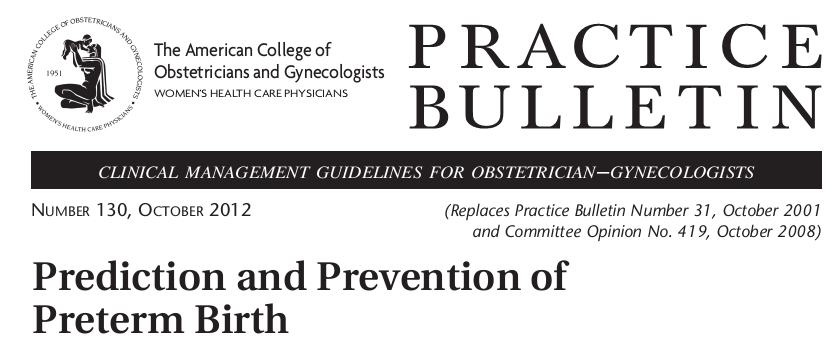 THE AMERICAN COLLEGE OF OBSTETRICIANS AND GYNECOLOGISTS
• WOMEN'S HEALTH CARE PHYSICIANS •
1951
The American College of
Obstetricians and Gynecologists
WOMEN'S HEALTH CARE PHYSICIANS
PRACTICE
BULLETIN
CLINICAL MANAGEMENT GUIDELINES FOR OBSTETRICIAN–GYNECOLOGISTS
NUMBER 130, OCTOBER 2012
(Replaces Practice Bulletin Number 31, October 2001
and Committee Opinion No. 419, October 2008)
Prediction and Prevention of
Preterm Birth